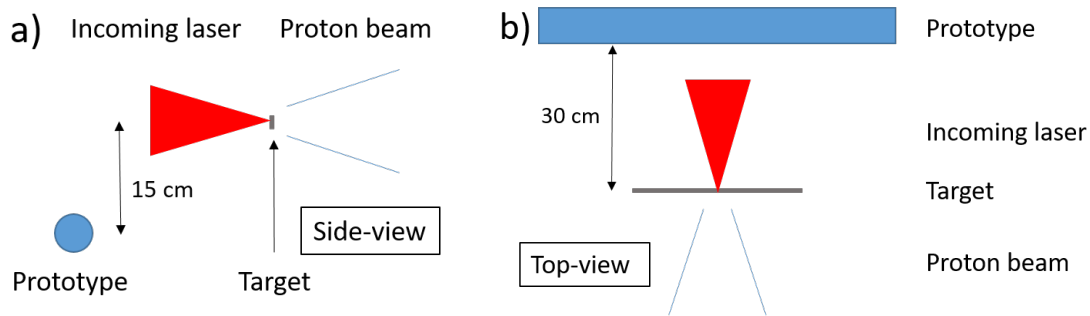 a)
Incoming laser
Proton beam
15 cm
Side-view
Prototype
Target
b)
Prototype
30 cm
Incoming laser
Target
Top-view
Proton beam